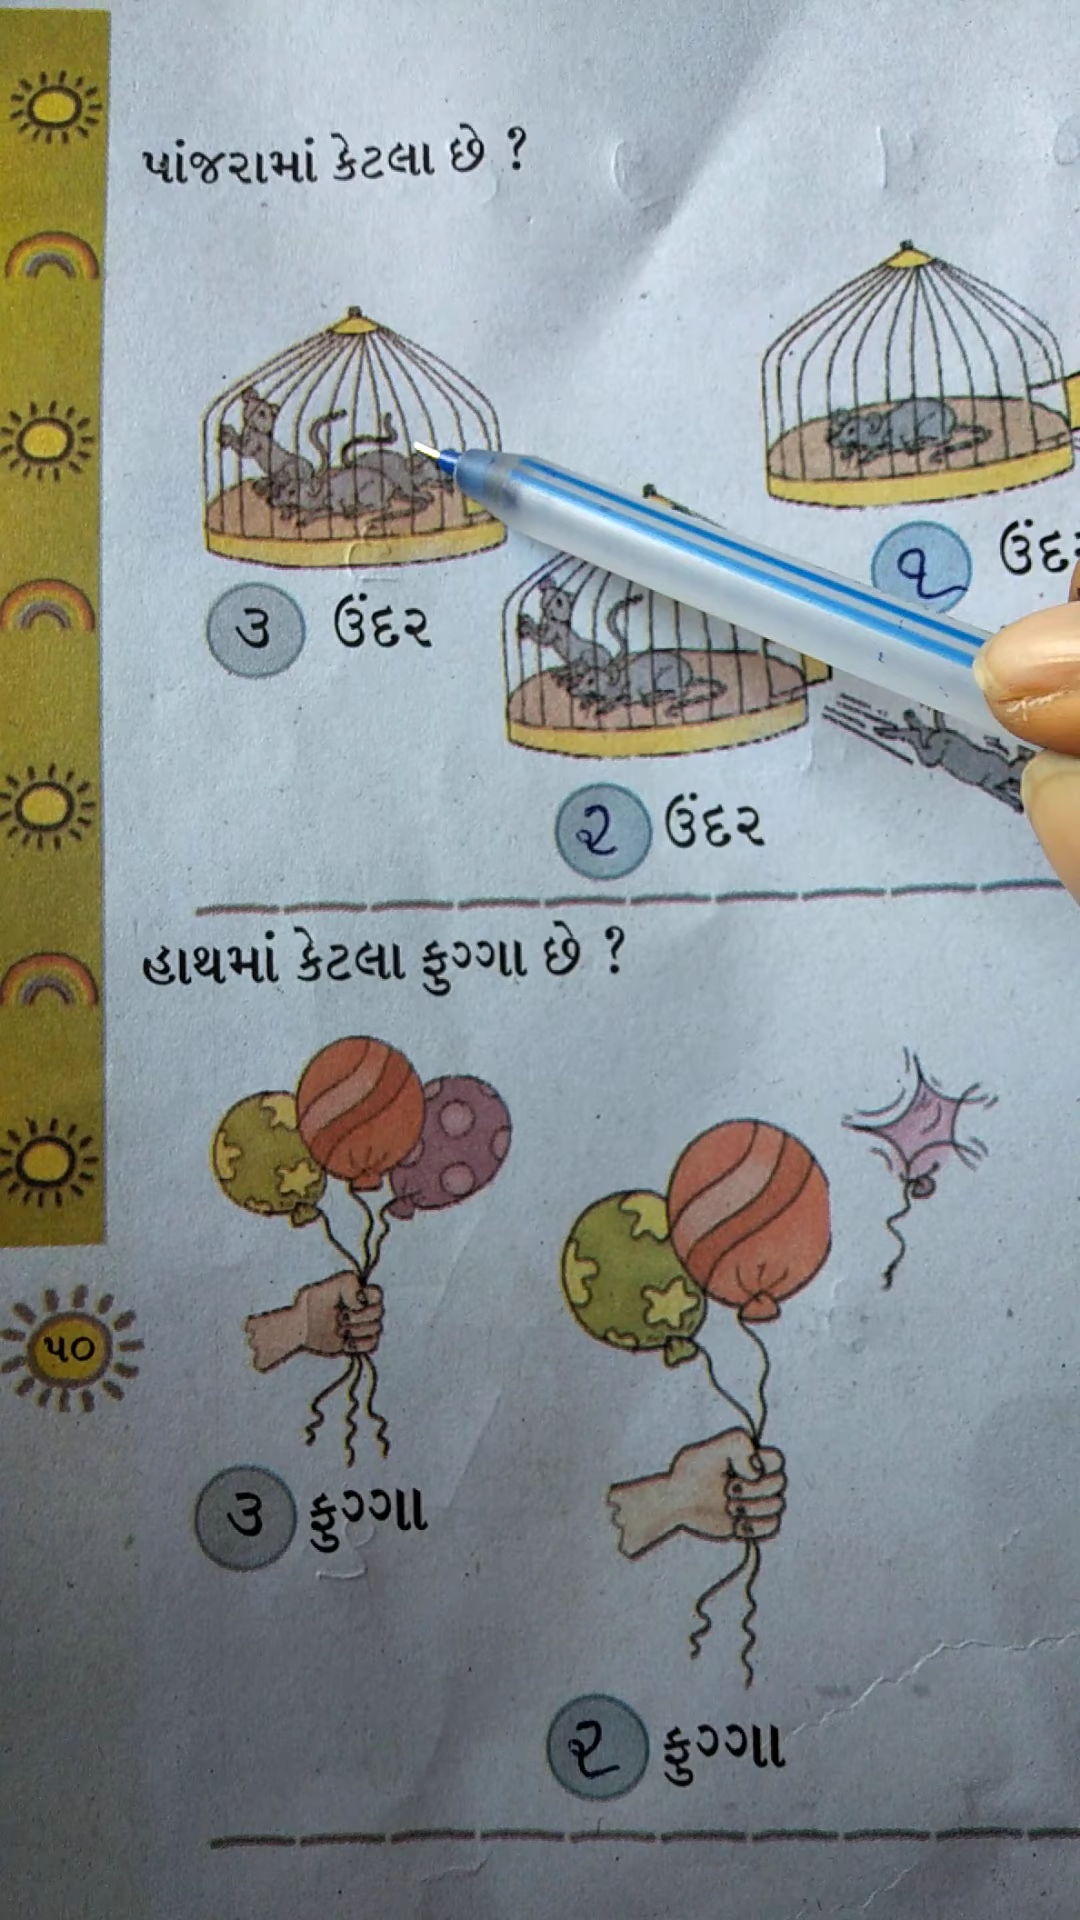 પાંજરામાં કેટલા છે ?
૧
૩ ઉંદર
૨ ઉંદર
હાથમાં કેટલા ફુગ્ગા છે ?
૫૦
૩ ફુગ્ગા
૨ ફુગ્ગા